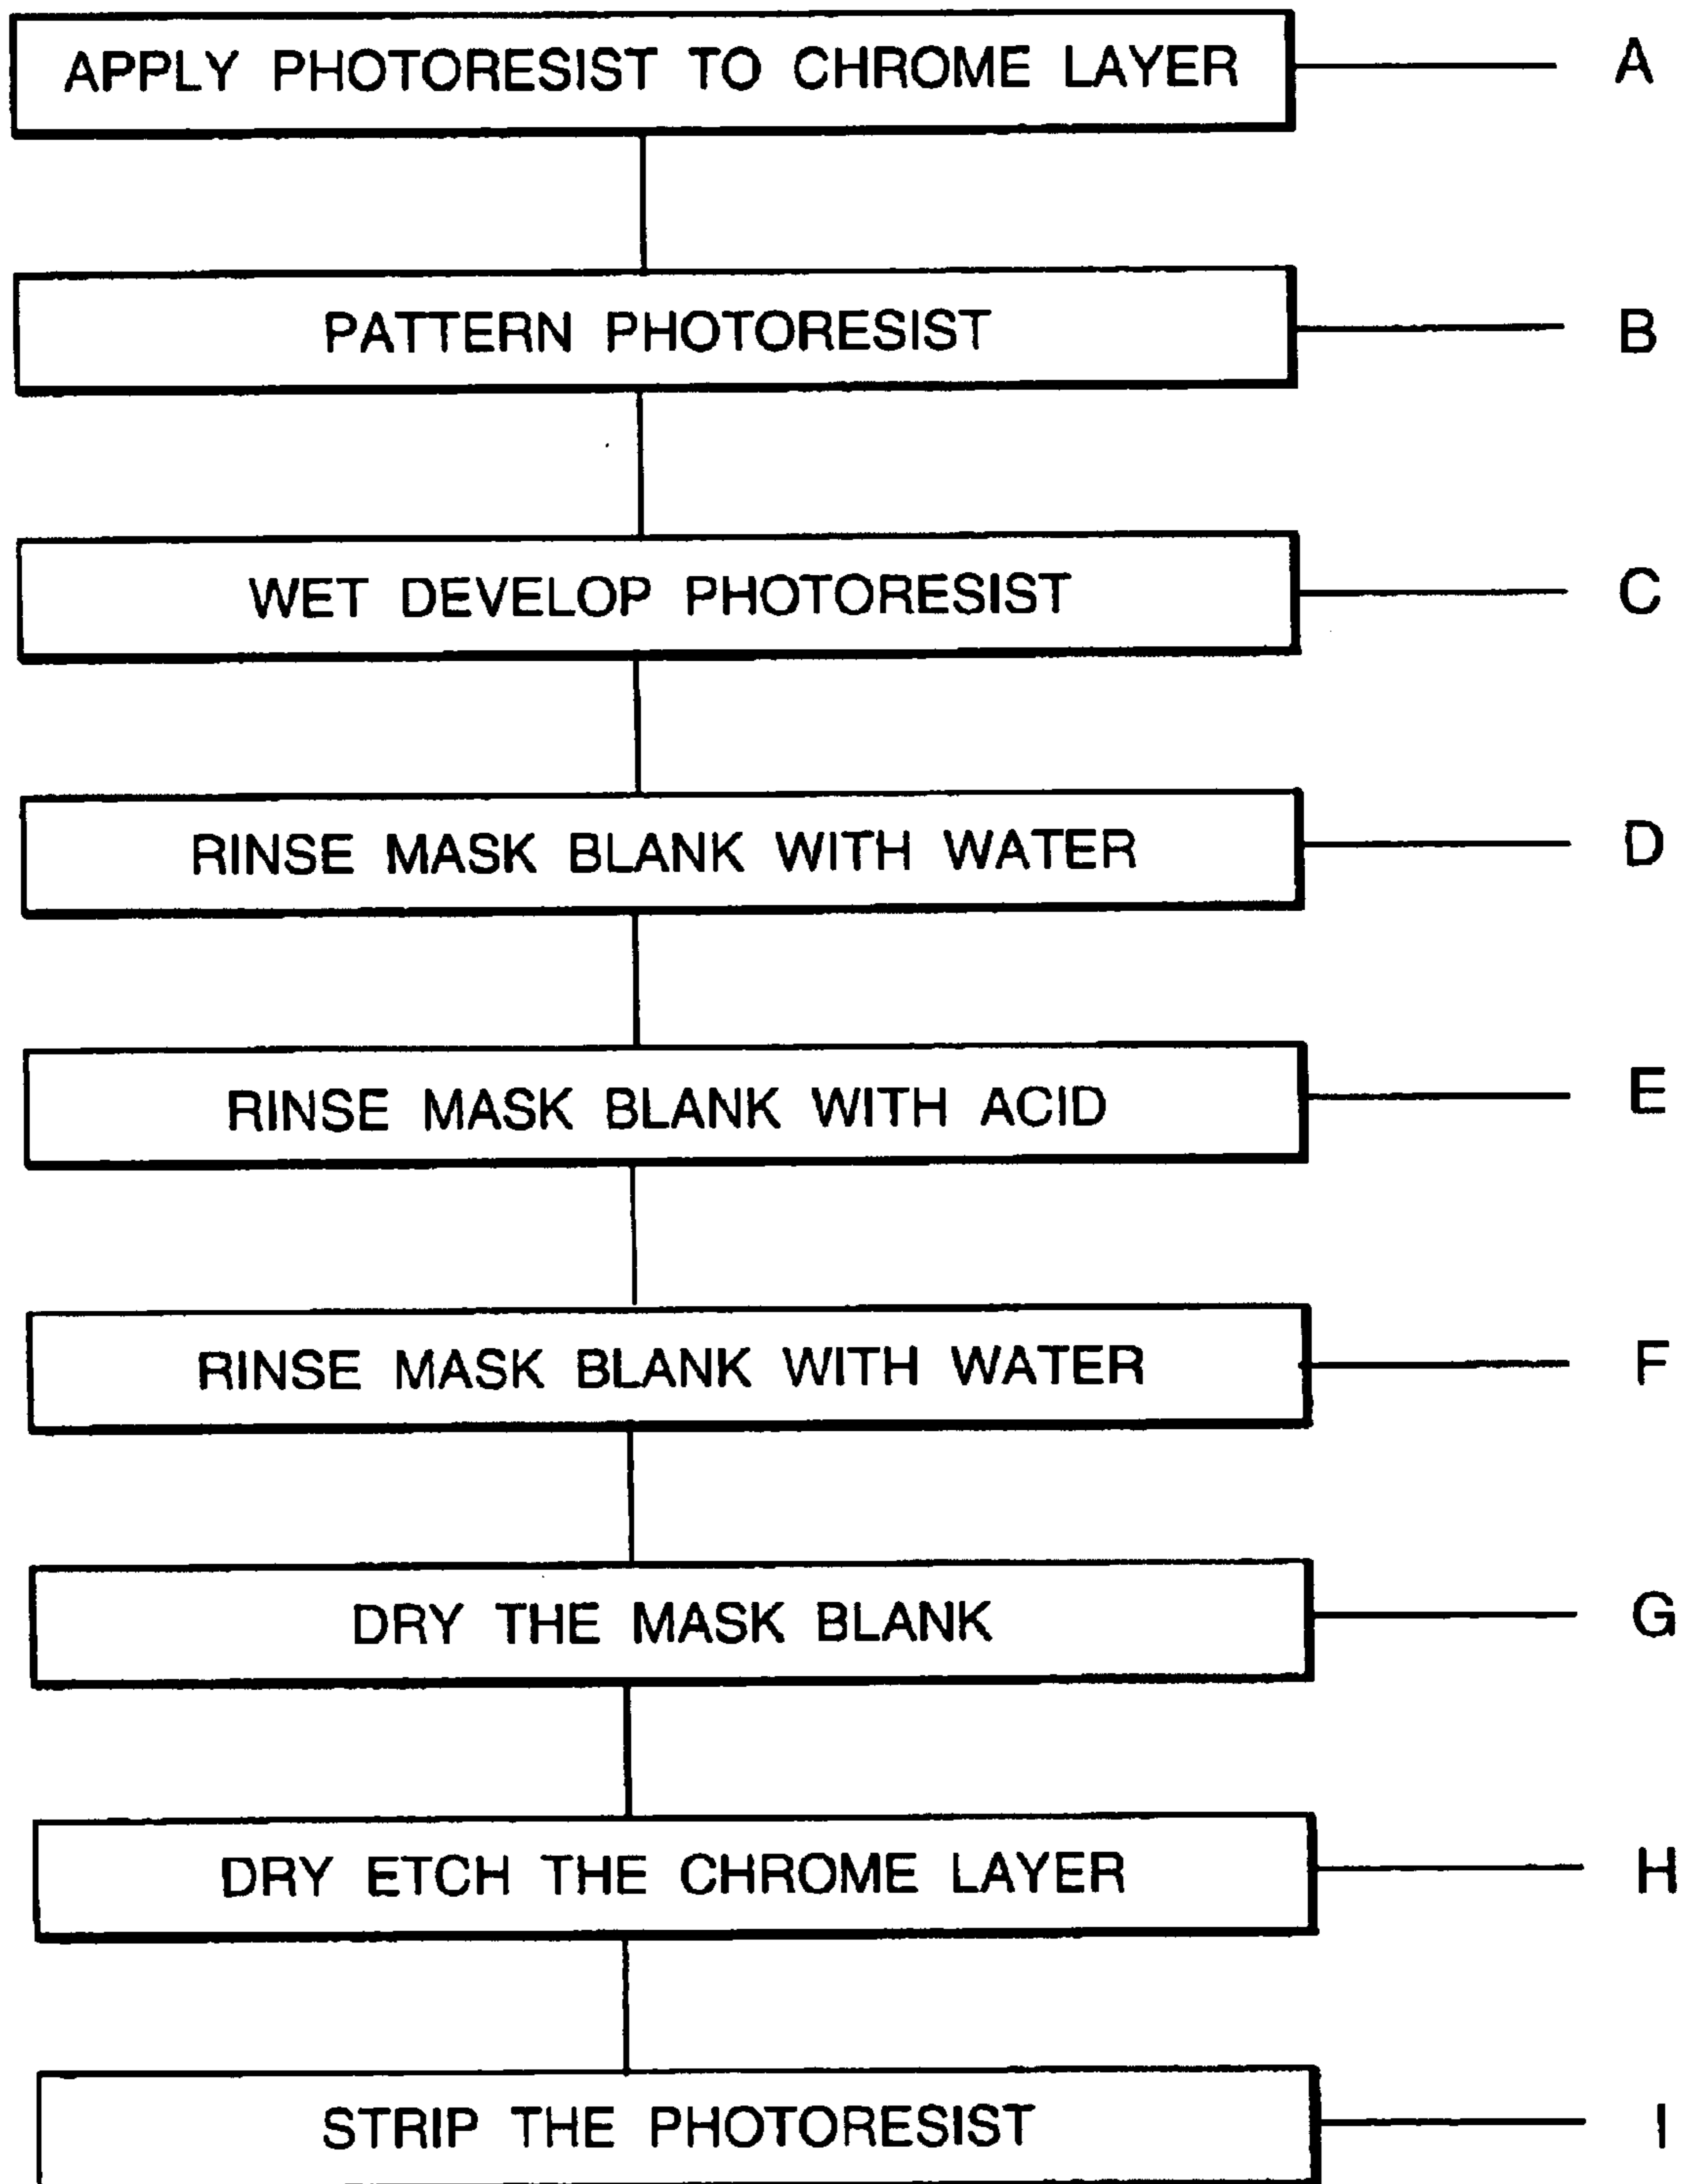 APPLY PHOTORESIST TO CHROME LAYER A
PATTERN PHOTORESIST B
WET DEVELOP PHOTORESIST C
RINSE MASK BLANK WITH WATER D
RINSE MASK BLANK WITH ACID E
RINSE MASK BLANK WITH WATER F
DRY THE MASK BLANK G
DRY ETCH THE CHROME LAYER H
STRIP THE PHOTORESIST I